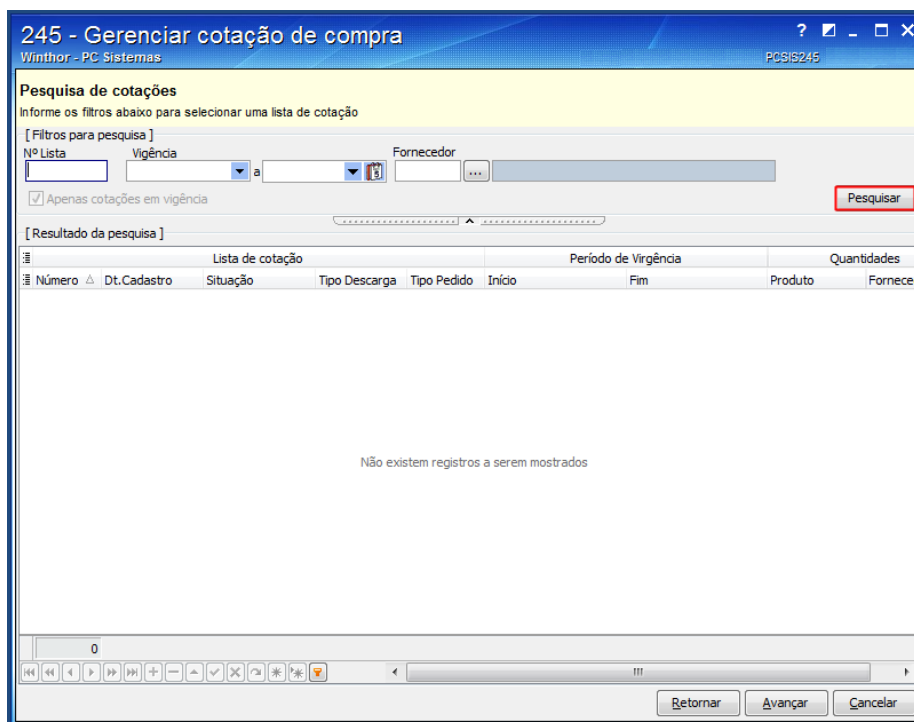 245 - Gerenciar cotação de compra
Winthor - PC Sistemas
PCSIS245
Pesquisa de cotações
Informe os filtros abaixo para selecionar uma lista de cotação
[ Filtros para pesquisa ]
Nº Lista Vigência Fornecedor
a ...
Apenas cotações em vigência
Pesquisar
[ Resultado da pesquisa ]
Lista de cotação Período de Virgência Quantidades
Número Dt.Cadastro Situação Tipo Descarga Tipo Pedido Início Fim Produto Fornece
Não existem registros a serem mostrados
0
Retornar Avançar Cancelar